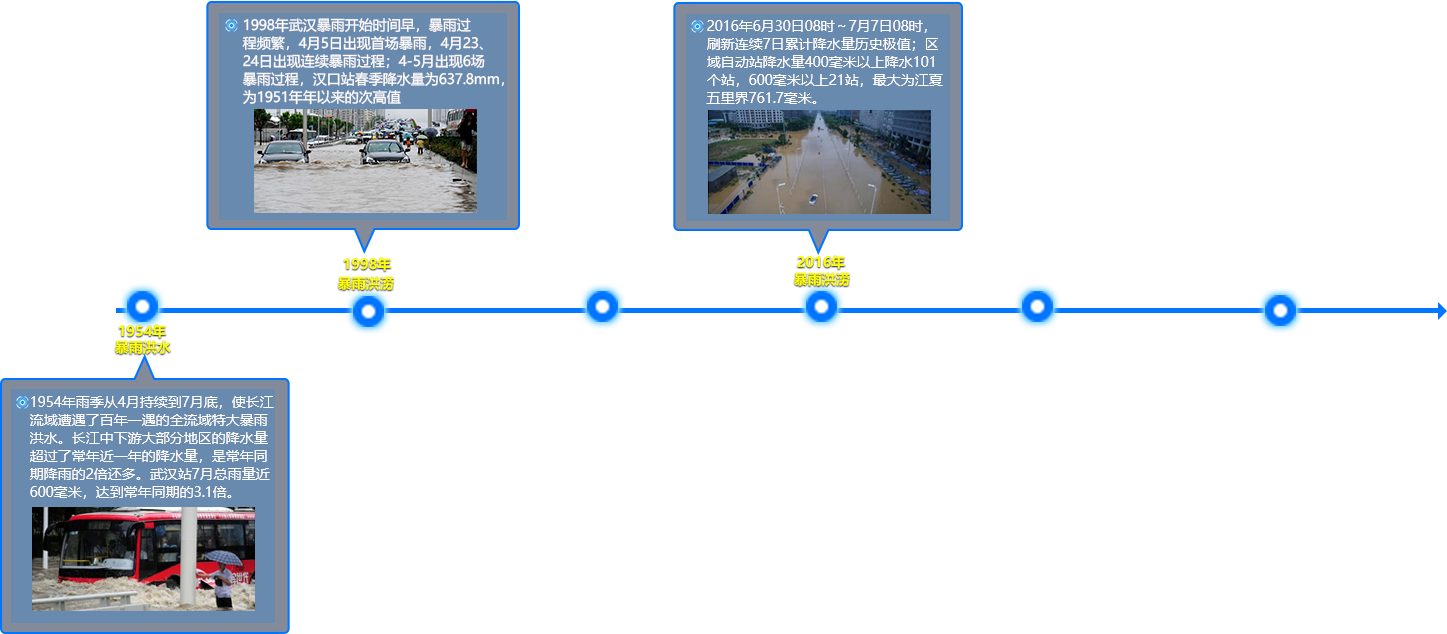 1998年武汉暴雨开始时间早，暴雨过
程频繁，4月5日出现首场暴雨，4月23、
24日出现连续暴雨过程；4-5月出现6场
暴雨过程，汉口站春季降水量为637.8mm，
为1951年年以来的次高值
1998年
暴雨洪涝
2016年6月30日08时～7月7日08时，
刷新连续7日累计降水量历史极值；区
域自动站降水量400毫米以上降水101
个站，600毫米以上21站，最大为江夏
五里界761.7毫米。
2016年
暴雨洪涝
1954年
暴雨洪水
1954年雨季从4月持续到7月底，使长江
流域遭遇了百年一遇的全流域特大暴雨
洪水。长江中下游大部分地区的降水量
超过了常年近一年的降水量，是常年同
期降雨的2倍还多。武汉站7月总雨量近
600毫米，达到常年同期的3.1倍。